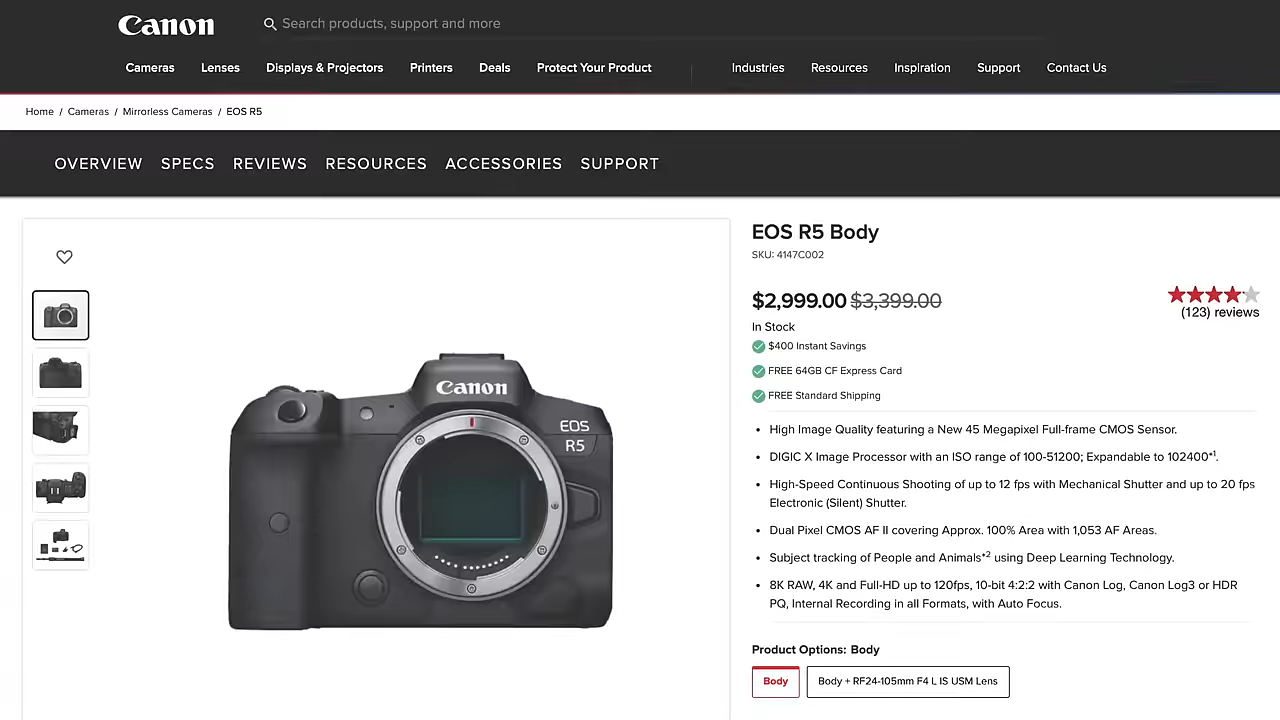 Canon
Search products, support and more
Cameras Lenses Displays & Projectors Printers Deals Protect Your Product Industries Resources Inspiration Support Contact Us
Home / Cameras / Mirrorless Cameras / EOS R5
OVERVIEW SPECS REVIEWS RESOURCES ACCESSORIES SUPPORT
Canon
EOS
R5
EOS R5 Body
SKU: 4147C002
$2,999.00 $3,399.00
(123) reviews
In Stock
$400 Instant Savings
FREE 64GB CF Express Card
FREE Standard Shipping
• High Image Quality featuring a New 45 Megapixel Full-frame CMOS Sensor.
• DIGIC X Image Processor with an ISO range of 100-51200; Expandable to 102400*¹.
• High-Speed Continuous Shooting of up to 12 fps with Mechanical Shutter and up to 20 fps
Electronic (Silent) Shutter.
• Dual Pixel CMOS AF II covering Approx. 100% Area with 1,053 AF Areas.
• Subject tracking of People and Animals*² using Deep Learning Technology.
• 8K RAW, 4K and Full-HD up to 120fps, 10-bit 4:2:2 with Canon Log, Canon Log3 or HDR
PQ, Internal Recording in all Formats, with Auto Focus.
Product Options: Body
Body
Body + RF24-105mm F4 L IS USM Lens